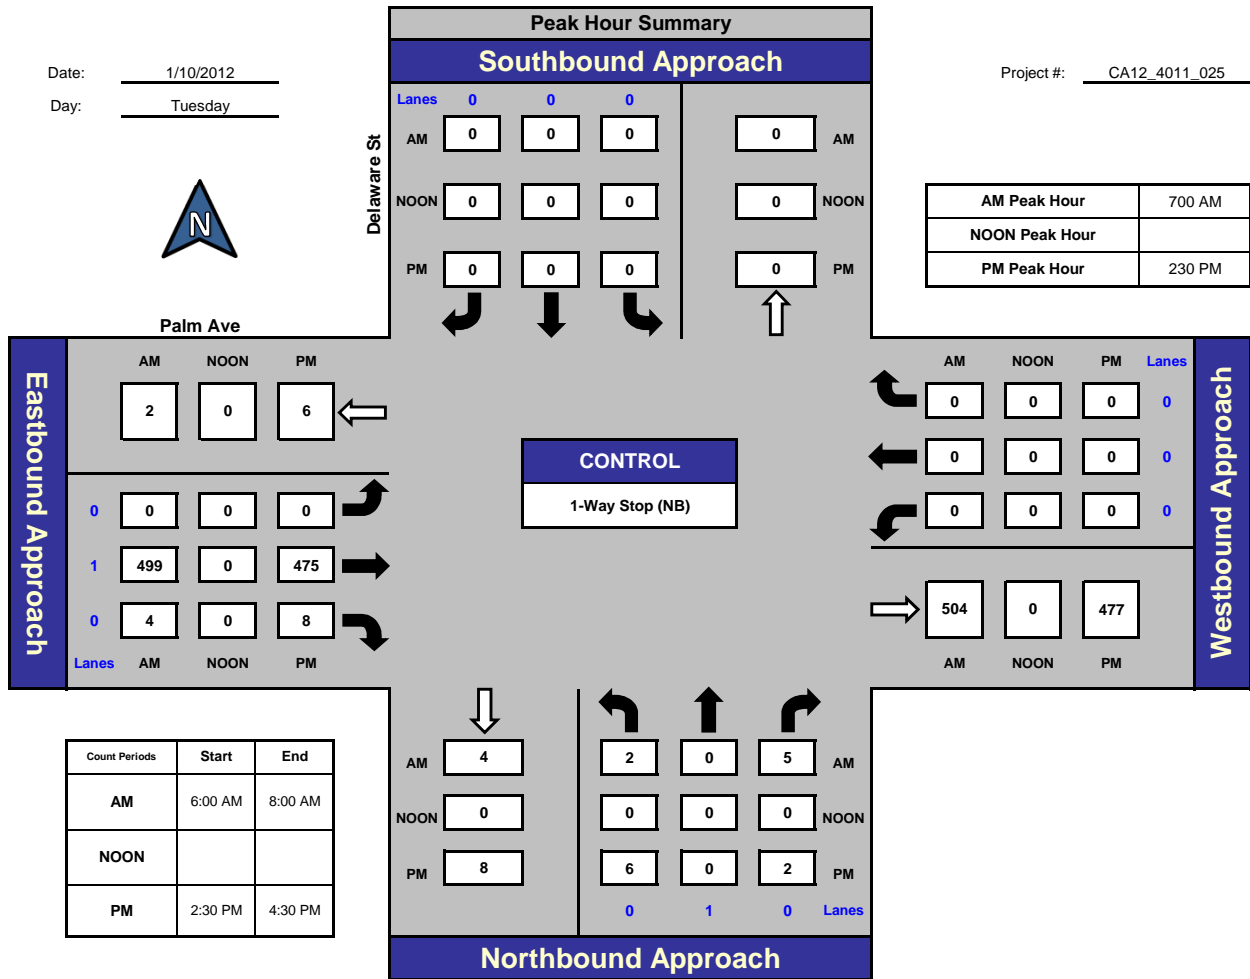 Peak Hour Summary
Southbound Approach
Date: 1/10/2012
Project #: CA12_4011_025
Day: Tuesday
Lanes 0 0 0
AM 0 0 0 0 AM
Delaware St
NOON 0 0 0 0 NOON
PM 0 0 0 0 PM
N
AM Peak Hour 700 AM
NOON Peak Hour
PM Peak Hour 230 PM
Palm Ave
Eastbound Approach
AM NOON PM
2 0 6
0 0 0 0
1 499 0 475
0 4 0 8
Lanes AM NOON PM
CONTROL
1-Way Stop (NB)
AM NOON PM Lanes
0 0 0 0
0 0 0 0
0 0 0 0
504 0 477
AM NOON PM
Westbound Approach
Count Periods Start End
AM 6:00 AM 8:00 AM
NOON
PM 2:30 PM 4:30 PM
AM 4 2 0 5 AM
NOON 0 0 0 0 NOON
PM 8 6 0 2 PM
0 1 0 Lanes
Northbound Approach